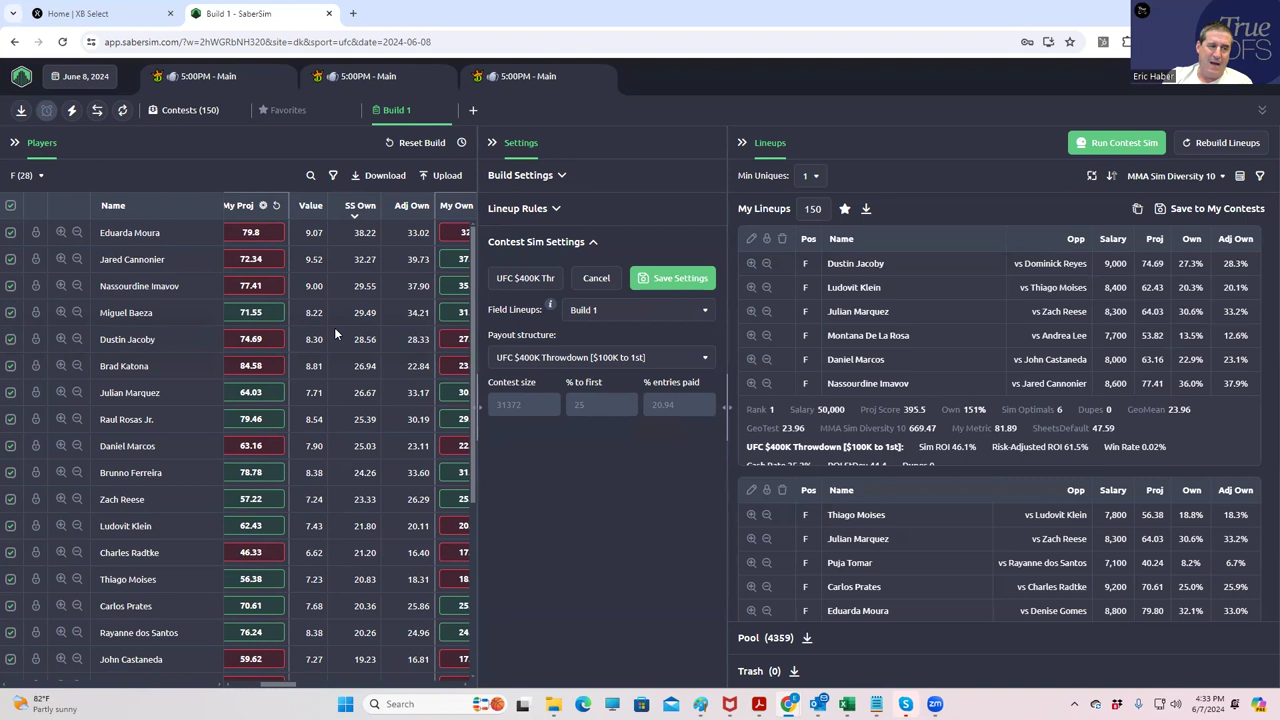 Home | XB Select
Build 1 - SaberSim
app.sabersim.com/?w=2hWGRbNH320&site=dk&sport=ufc&date=2024-06-08
True
DFS
Eric Haber
June 8, 2024
5:00PM - Main
5:00PM - Main
5:00PM - Main
Contests (150)
Favorites
Build 1
Players
Reset Build
F (28)
Download
Upload
Name My Proj Value SS Own Adj Own My Own
Eduarda Moura 79.8 9.07 38.22 33.02 32
Jared Cannonier 72.34 9.52 32.27 39.73 37
Nassourdine Imavov 77.41 9.00 29.55 37.90 35.
Miguel Baeza 71.55 8.22 29.49 34.21 31.
Dustin Jacoby 74.69 8.30 28.56 28.33 27.
Brad Katona 84.58 8.81 26.94 22.84 23.
Julian Marquez 64.03 7.92 26.42 33.17 30.
Raul Rosas Jr. 79.46 8.54 25.39 30.19 29.
Daniel Marcos 63.16 7.90 25.03 23.11 22.
Brunno Ferreira 78.78 8.38 24.26 33.60 31.
Zach Reese 57.22 7.24 23.33 26.29 25.
Ludovit Klein 62.43 7.43 21.80 20.11 20.
Charles Radtke 46.33 6.62 21.20 16.40 17.
Thiago Moises 56.38 7.23 20.83 18.31 18.
Carlos Prates 70.61 7.68 20.36 25.86 25.
Rayanne dos Santos 76.24 8.38 20.26 24.96 24.
John Castaneda 59.62 7.27 19.23 16.81 17.
Settings
Build Settings
Lineup Rules
Contest Sim Settings
UFC $400K Thr
Cancel
Save Settings
Field Lineups: Build 1
Payout structure:
UFC $400K Throwdown [$100K to 1st]
Contest size % to first % entries paid
31372 25 20.94
Lineups
Run Contest Sim
Rebuild Lineups
Min Uniques: 1
MMA Sim Diversity 10
My Lineups 150
Save to My Contests
Pos Name Opp Salary Proj Own Adj Own
F Dustin Jacoby vs Dominick Reyes 9,000 74.69 27.3% 28.3%
F Ludovit Klein vs Thiago Moises 8,400 62.43 20.3% 20.1%
F Julian Marquez vs Zach Reese 8,300 64.03 30.6% 33.2%
F Montana De La Rosa vs Andrea Lee 7,700 53.82 13.5% 12.6%
F Daniel Marcos vs John Castaneda 8,000 63.16 22.9% 23.1%
F Nassourdine Imavov vs Jared Cannonier 8,600 77.41 36.0% 37.9%
Rank 1 Salary 50,000 Proj Score 395.5 Own 151% Sim Optimals 6 Dupes 0 GeoMean 23.96
GeoTest 23.96 MMA Sim Diversity 10 669.47 My Metric 81.89 SheetsDefault 47.59
UFC $400K Throwdown [$100K to 1st]: Sim ROI 46.1% Risk-Adjusted ROI 61.5% Win Rate 0.02%
Pos Name Opp Salary Proj Own Adj Own
F Thiago Moises vs Ludovit Klein 7,800 56.38 18.8% 18.3%
F Julian Marquez vs Zach Reese 8,300 64.03 30.6% 33.2%
F Puja Tomar vs Rayanne dos Santos 7,100 40.24 8.2% 6.7%
F Carlos Prates vs Charles Radtke 9,200 70.61 25.0% 25.9%
F Eduarda Moura vs Denise Gomes 8,800 79.80 32.1% 33.0%
Pool (4359)
Trash (0)
82°F
Partly sunny
Search
4:33 PM
6/7/2024